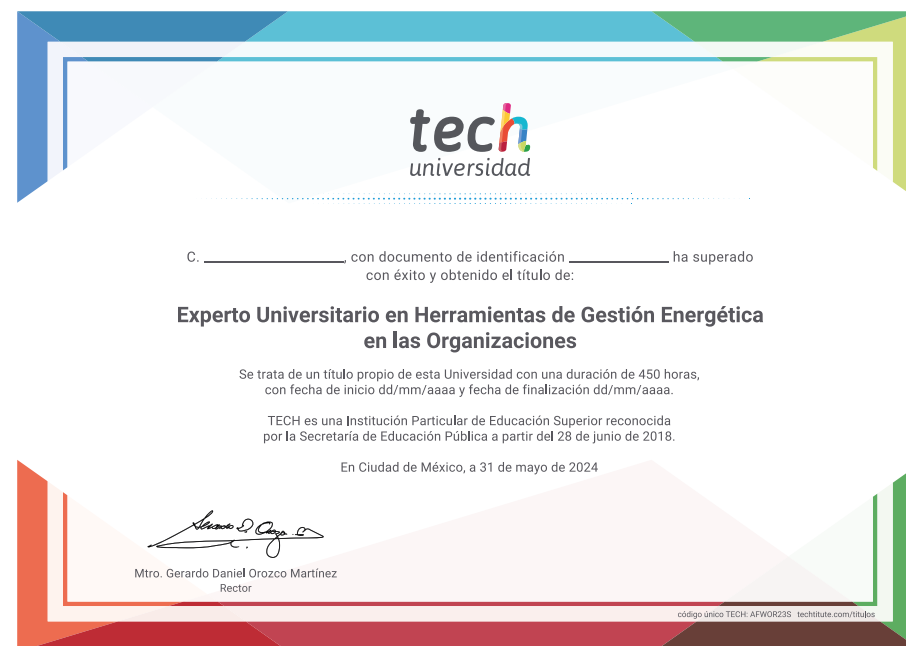 tech
universidad
C. ____________, con documento de identificación ____________ ha superado
con éxito y obtenido el título de:
Experto Universitario en Herramientas de Gestión Energética
en las Organizaciones
Se trata de un título propio de esta Universidad con una duración de 450 horas,
con fecha de inicio dd/mm/aaaa y fecha de finalización dd/mm/aaaa.
TECH es una Institución Particular de Educación Superior reconocida
por la Secretaría de Educación Pública a partir del 28 de junio de 2018.
En Ciudad de México, a 31 de mayo de 2024
Mtro. Gerardo Daniel Orozco Martínez
Rector
código único TECH: AFWOR23S techtitute.com/titulos